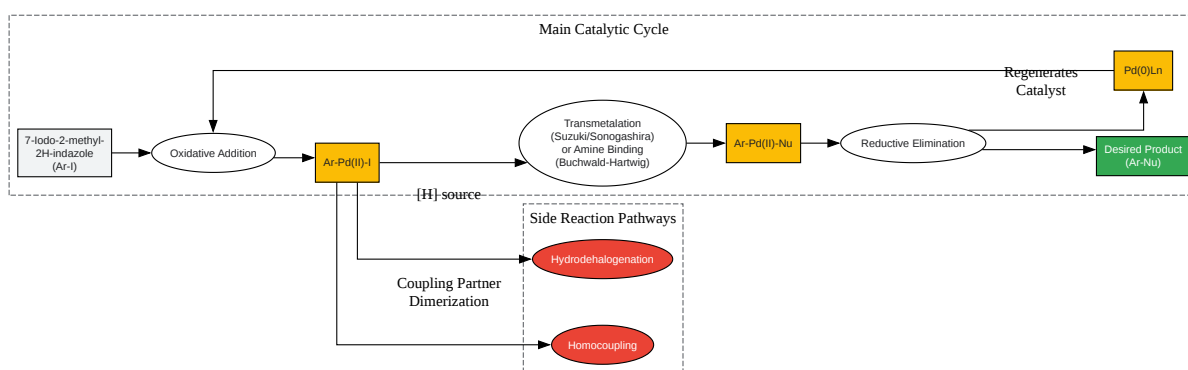 Main Catalytic Cycle
Regenerates
Catalyst
Pd(0)Ln
7-Iodo-2-methyl-
2H-indazole
(Ar-I)
Oxidative Addition
Ar-Pd(II)-I
Transmetalation
(Suzuki/Sonogashira)
or Amine Binding
(Buchwald-Hartwig)
Ar-Pd(II)-Nu
Reductive Elimination
Desired Product
(Ar-Nu)
[H] source
Side Reaction Pathways
Hydrodehalogenation
Coupling Partner
Dimerization
Homocoupling